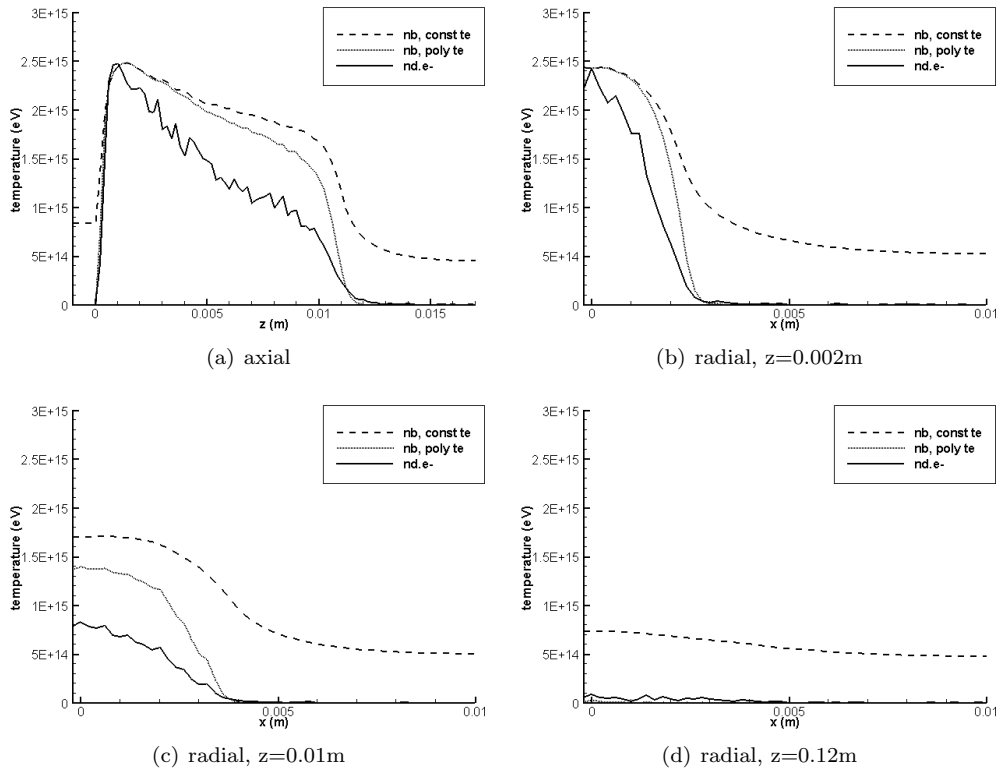 3E+15
2.5E+15
2E+15
1.5E+15
1E+15
5E+14
0
temperature (eV)
nb, const te
nb, poly te
nd.e-
0
0.005
0.01
0.015
z (m)
(a) axial
3E+15
2.5E+15
2E+15
1.5E+15
1E+15
5E+14
0
temperature (eV)
nb, const te
nb, poly te
nd.e-
0
0.005
0.01
x (m)
(b) radial, z=0.002m
3E+15
2.5E+15
2E+15
1.5E+15
1E+15
5E+14
0
temperature (eV)
nb, const te
nb, poly te
nd.e-
0
0.005
0.01
x (m)
(c) radial, z=0.01m
3E+15
2.5E+15
2E+15
1.5E+15
1E+15
5E+14
0
temperature (eV)
nb, const te
nb, poly te
nd.e-
0
0.005
0.01
x (m)
(d) radial, z=0.12m